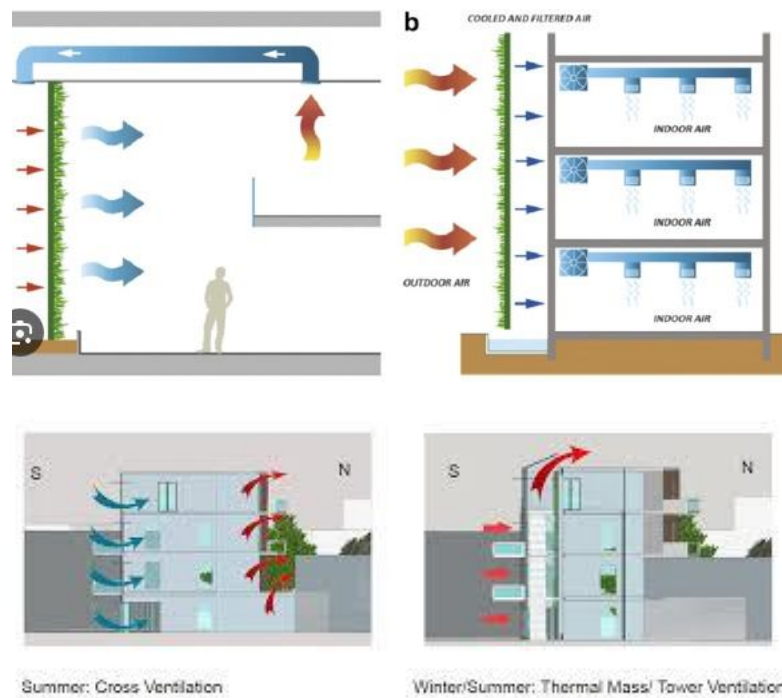 b
COOLED AND FILTERED AIR
INDOOR AIR
INDOOR AIR
OUTDOOR AIR
INDOOR AIR
S
N
S
N
Summer: Cross Ventilation
Winter/Summer: Thermal Mass/ Tower Ventilation